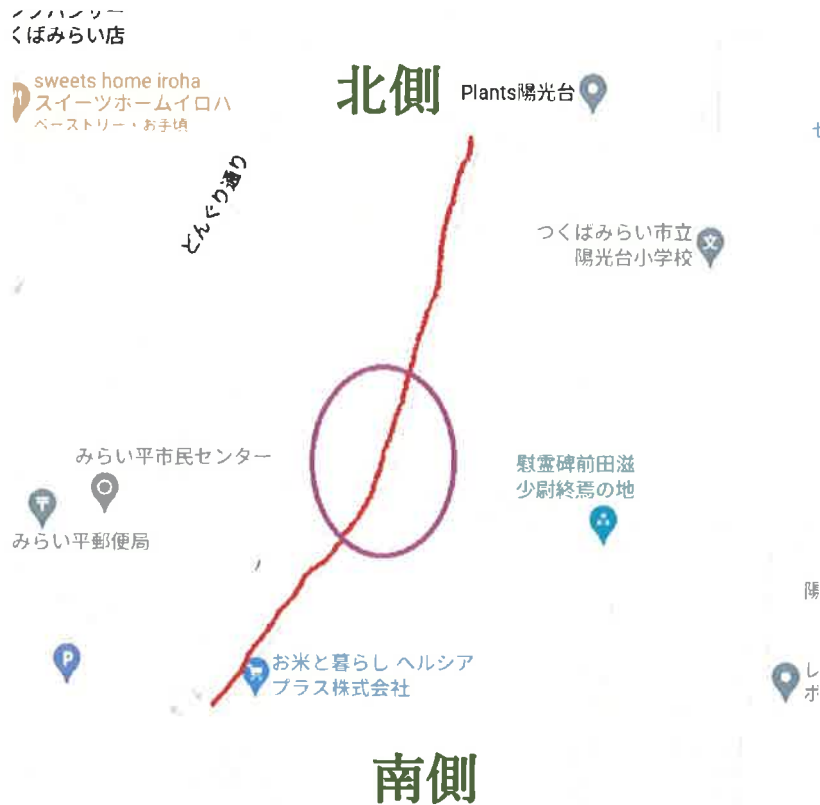 くばみらい店
sweets home iroha
スイーツホームイロハ
ペーストリー・お手頃
北側
Plants陽光台
どんぐり通り
つくばみらい市立
陽光台小学校
文
みらい平市民センター
慰霊碑前田滋
少尉終焉の地
みらい平郵便局
P
お米と暮らし ヘルシア
プラス株式会社
陽
レ
ポ
南側